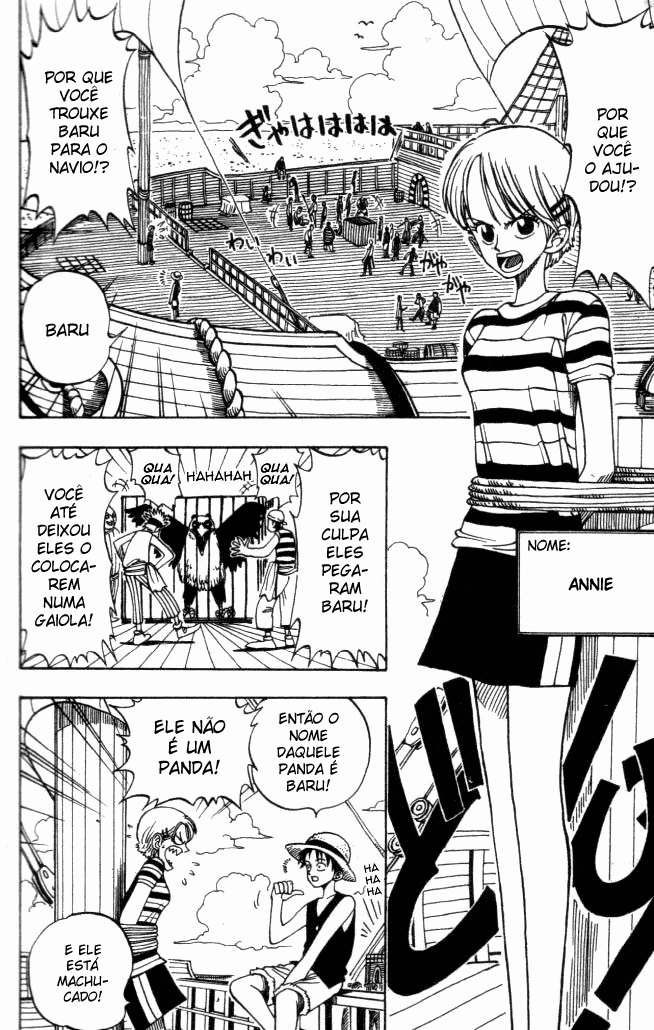 POR
QUE
VOCÊ
O AJU-
DOU!?
POR QUE
VOCÊ
TROUXE
BARU
PARA O
NAVIO!?
ぎゃはははは
わい わい
がや
がや
BARU
NOME:
ANNIE
POR
SUA
CULPA
ELES
PEGA-
RAM
BARU!
QUA
QUA!
HAHAHAH
QUA
QUA!
VOCÊ
ATÉ
DEIXOU
ELES O
COLOCA-
REM
NUMA
GAIOLA!
ENTÃO O
NOME
DAQUELE
PANDA É
BARU!
HA
HA
HA
ELE NÃO
É UM
PANDA!
E ELE
ESTÁ
MACHU-
CADO!